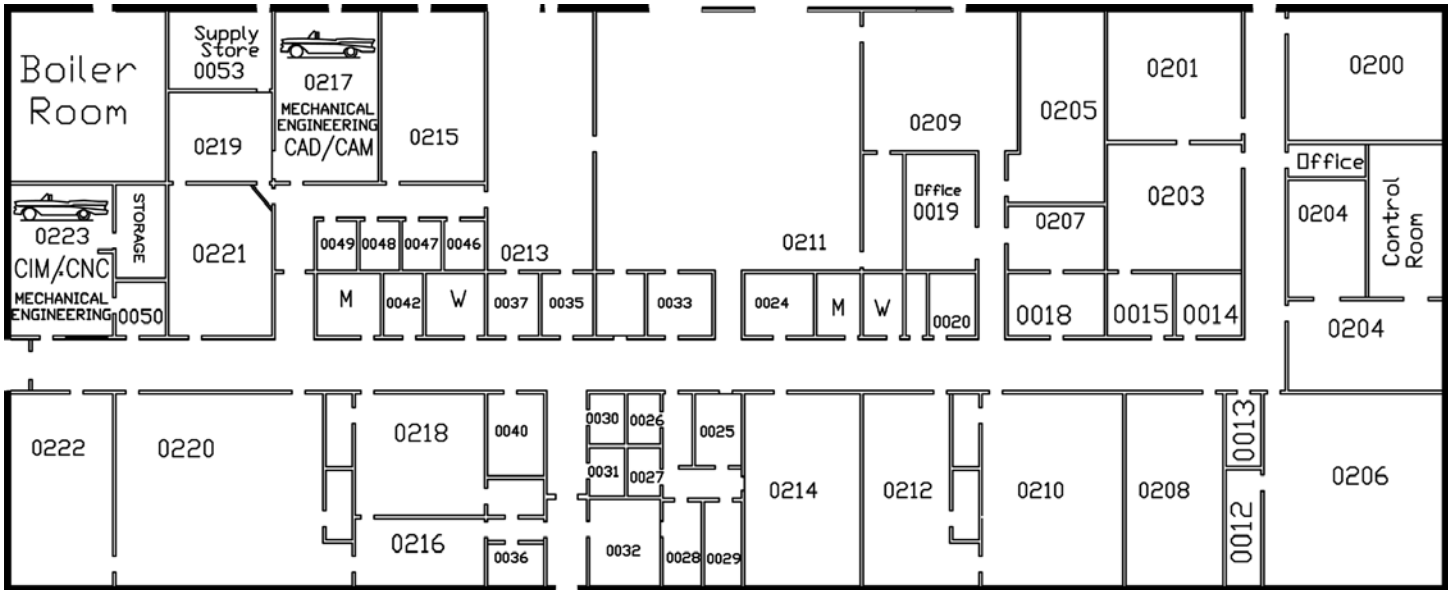 Boiler
Room
Supply
Store
0053
0217
MECHANICAL
ENGINEERING
CAD/CAM
0219
0215
0209
0205
0201
0200
Office
0203
0204
Control
Room
Office
0019
0207
0223
CIM/CNC
MECHANICAL
ENGINEERING
STORAGE
0050
0221
0049
0048
0047
0046
0213
0211
M
0042
W
0037
0035
0033
0024
M
W
0020
0018
0015
0014
0204
0222
0220
0218
0040
0030
0026
0025
0031
0027
0214
0212
0210
0208
0013
0012
0206
0216
0036
0032
0028
0029